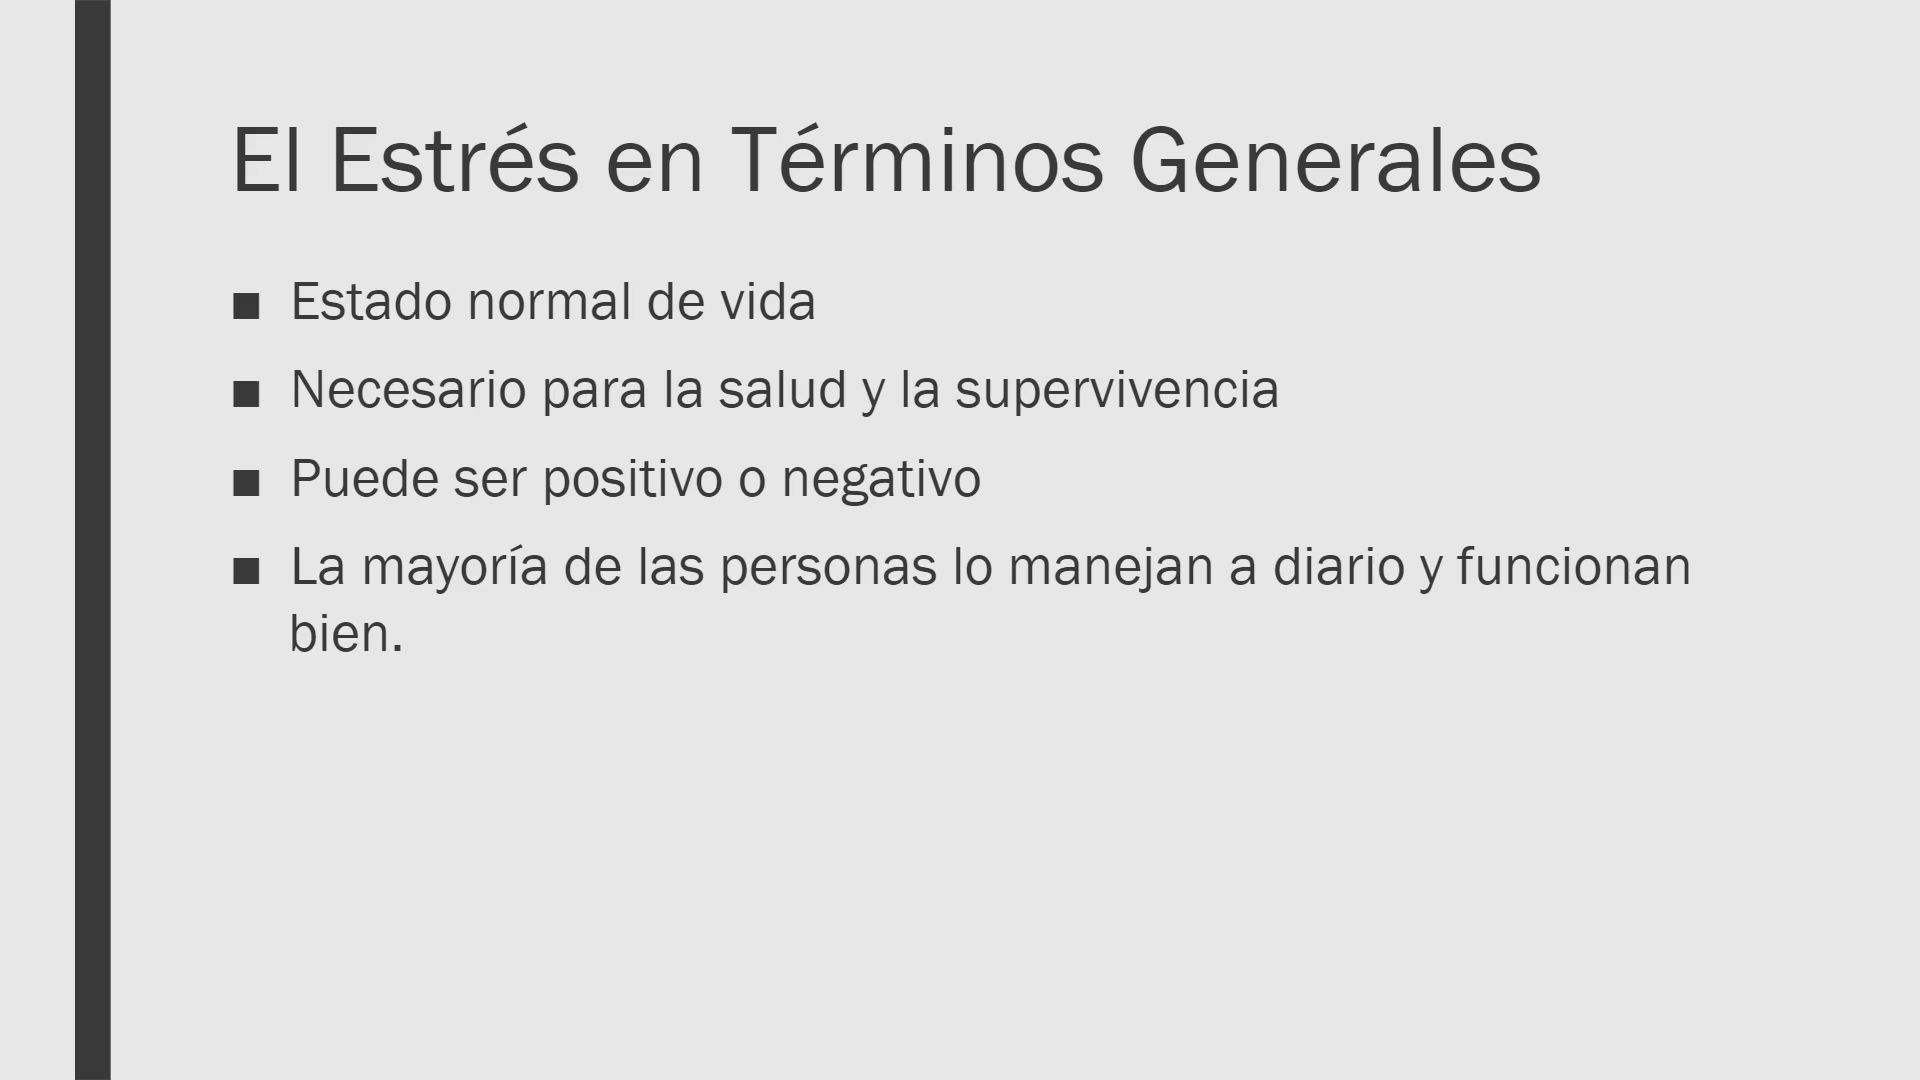 El Estrés en Términos Generales
■ Estado normal de vida
■ Necesario para la salud y la supervivencia
■ Puede ser positivo o negativo
■ La mayoría de las personas lo manejan a diario y funcionan
bien.